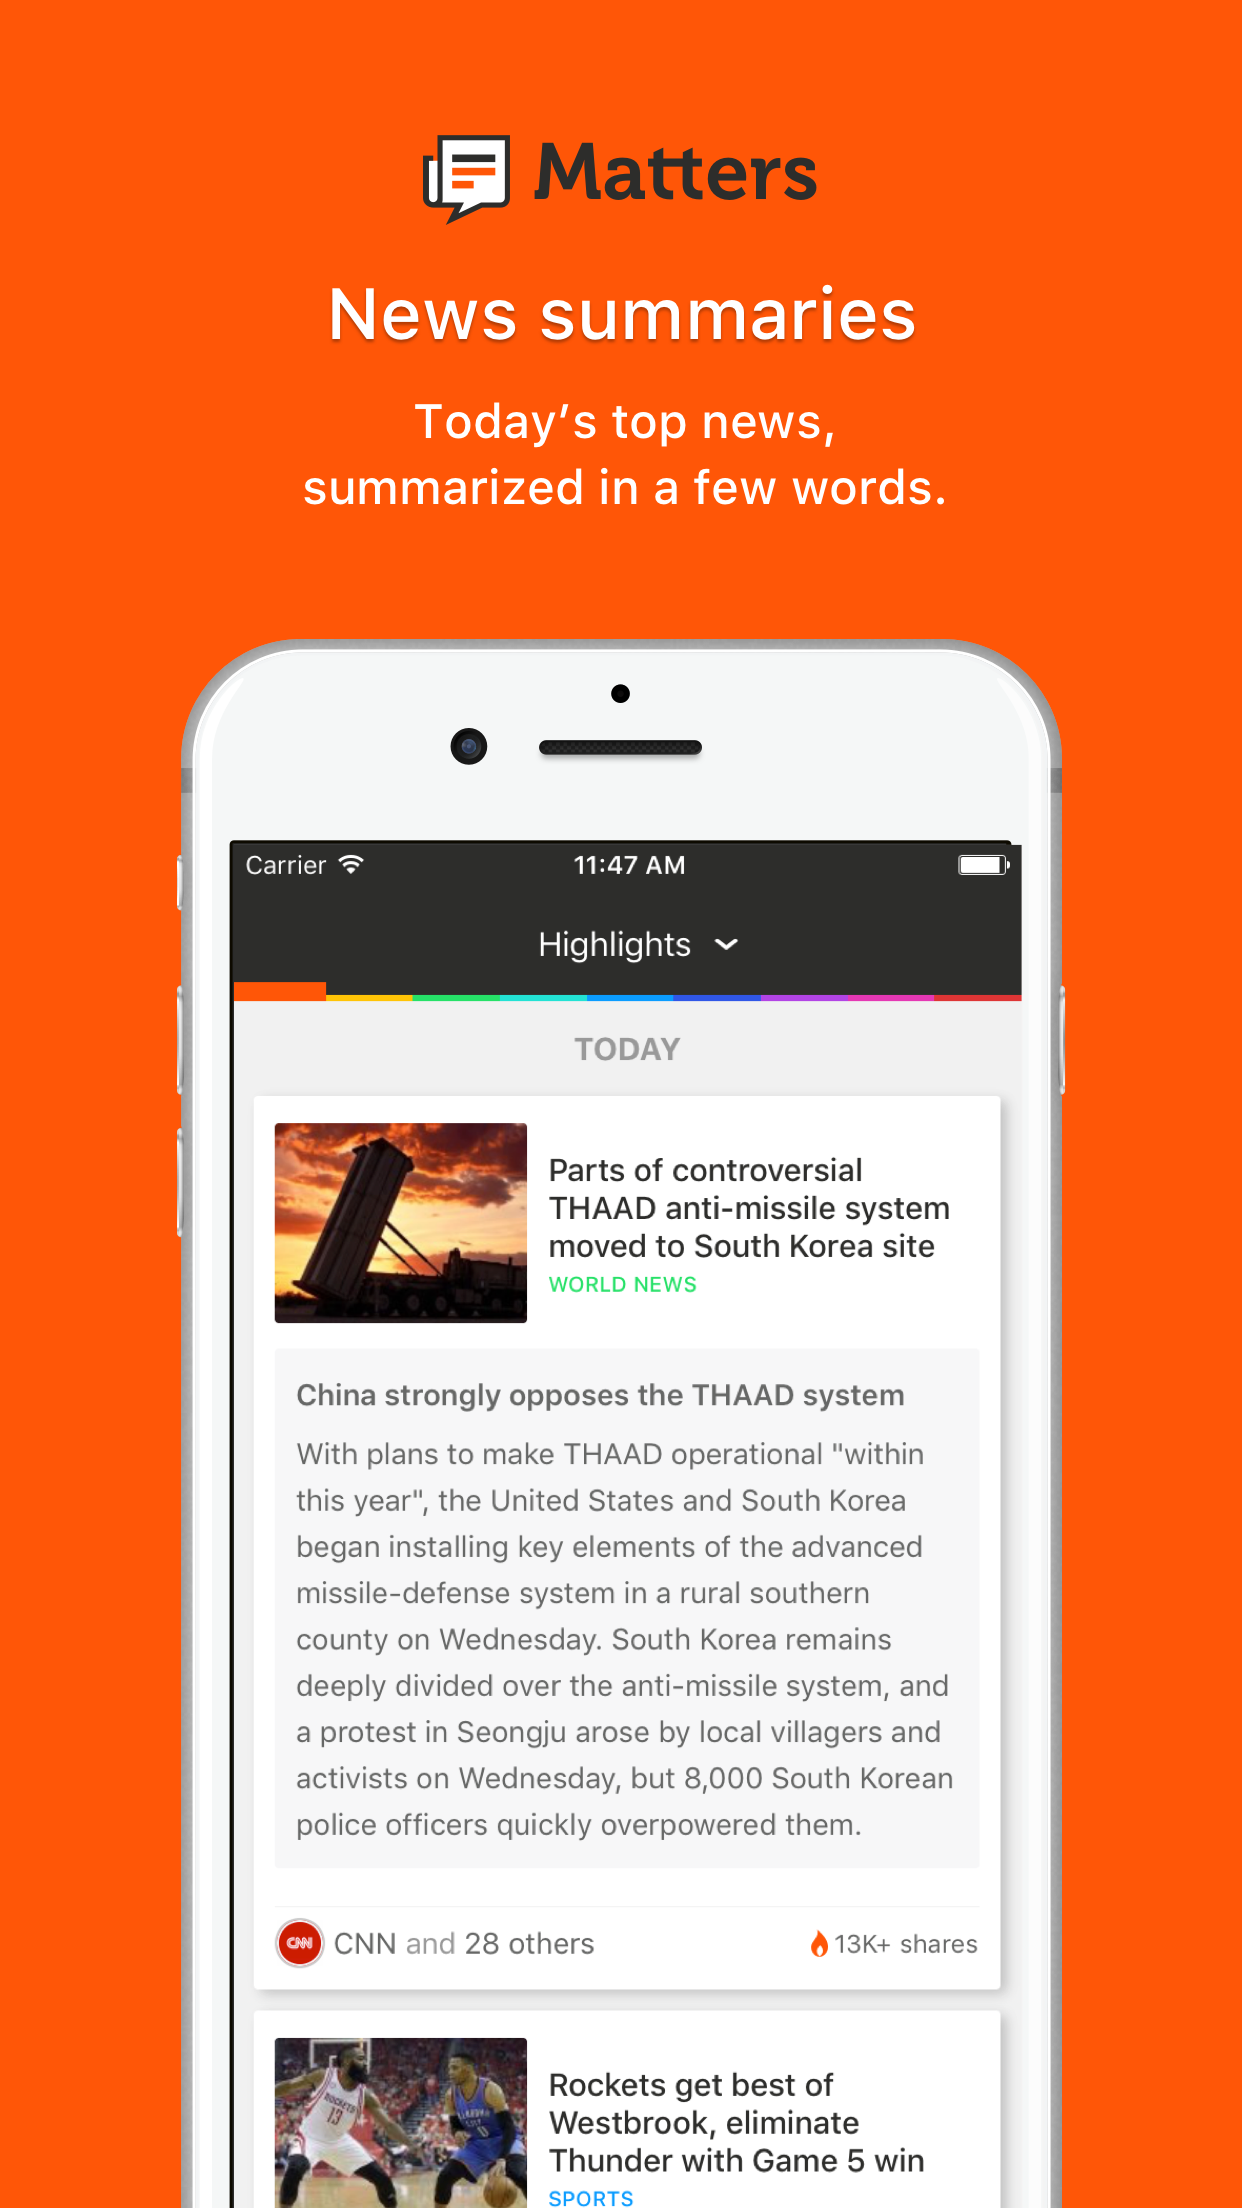 Matters
News summaries
Today’s top news,
summarized in a few words.
Carrier
11:47 AM
Highlights
TODAY
Parts of controversial
THAAD anti-missile system
moved to South Korea site
WORLD NEWS
China strongly opposes the THAAD system
With plans to make THAAD operational "within
this year", the United States and South Korea
began installing key elements of the advanced
missile-defense system in a rural southern
county on Wednesday. South Korea remains
deeply divided over the anti-missile system, and
a protest in Seongju arose by local villagers and
activists on Wednesday, but 8,000 South Korean
police officers quickly overpowered them.
CNN
CNN and 28 others
13K+ shares
ROCKETS
13
OKLAHOMA
CITY
0
Rockets get best of
Westbrook, eliminate
Thunder with Game 5 win
SPORTS